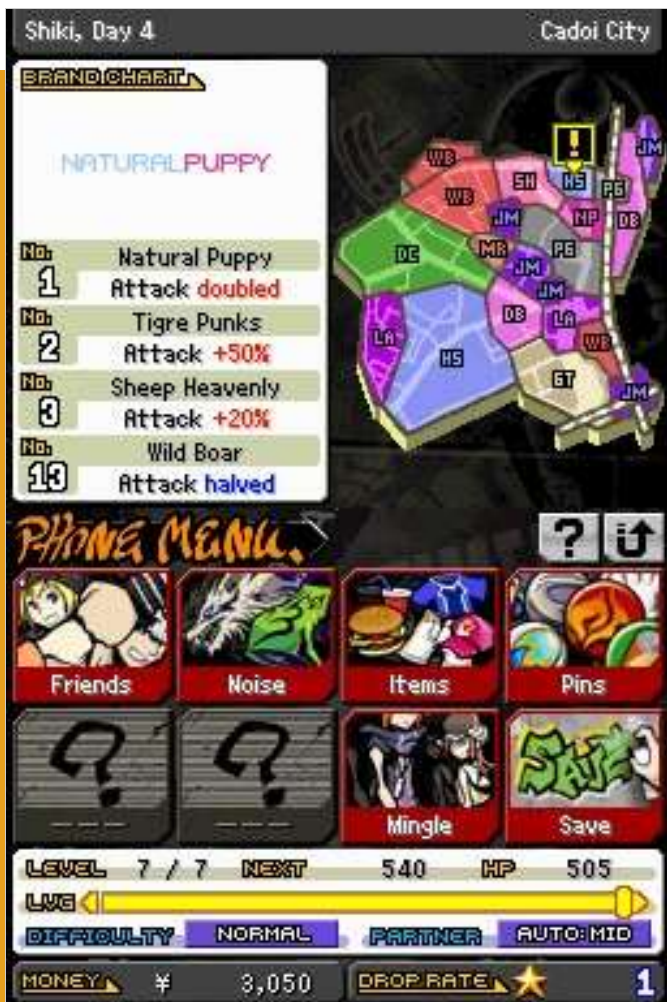 Shiki, Day 4 Cadoi City
BRAND CHART
NATURALPUPPY
No. 1 Natural Puppy
Attack doubled
No. 2 Tigre Punks
Attack +50%
No. 3 Sheep Heavenly
Attack +20%
No. 13 Wild Boar
Attack halved
!
JM
WB SH HS PG
WB JM NP DB
DC MB PG
JM
JM
LA DB LA
HS WB
GT JM
PHONE MENU.
? 
Friends Noise Items Pins
? ? SAVE
--- --- Mingle Save
LEVEL 7 / 7 NEXT 540 HP 505
LVG
DIFFICULTY NORMAL PARTNER AUTO:MID
MONEY ¥ 3,050 DROP RATE 1